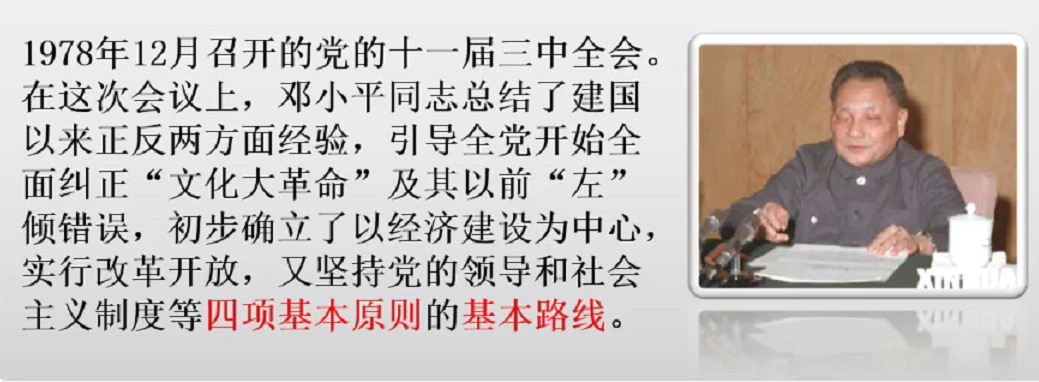 1978年12月召开的党的十一届三中全会。
在这次会议上，邓小平同志总结了建国
以来正反两方面经验，引导全党开始全
面纠正“文化大革命”及其以前“左”
倾错误，初步确立了以经济建设为中心，
实行改革开放，又坚持党的领导和社会
主义制度等四项基本原则的基本路线。
XINHUA